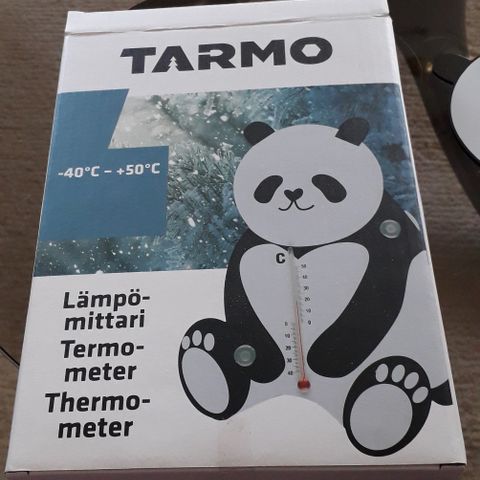 TARMO
-40°C – +50°C
C
Lämpö-
mittari
Termo-
meter
Thermo-
meter